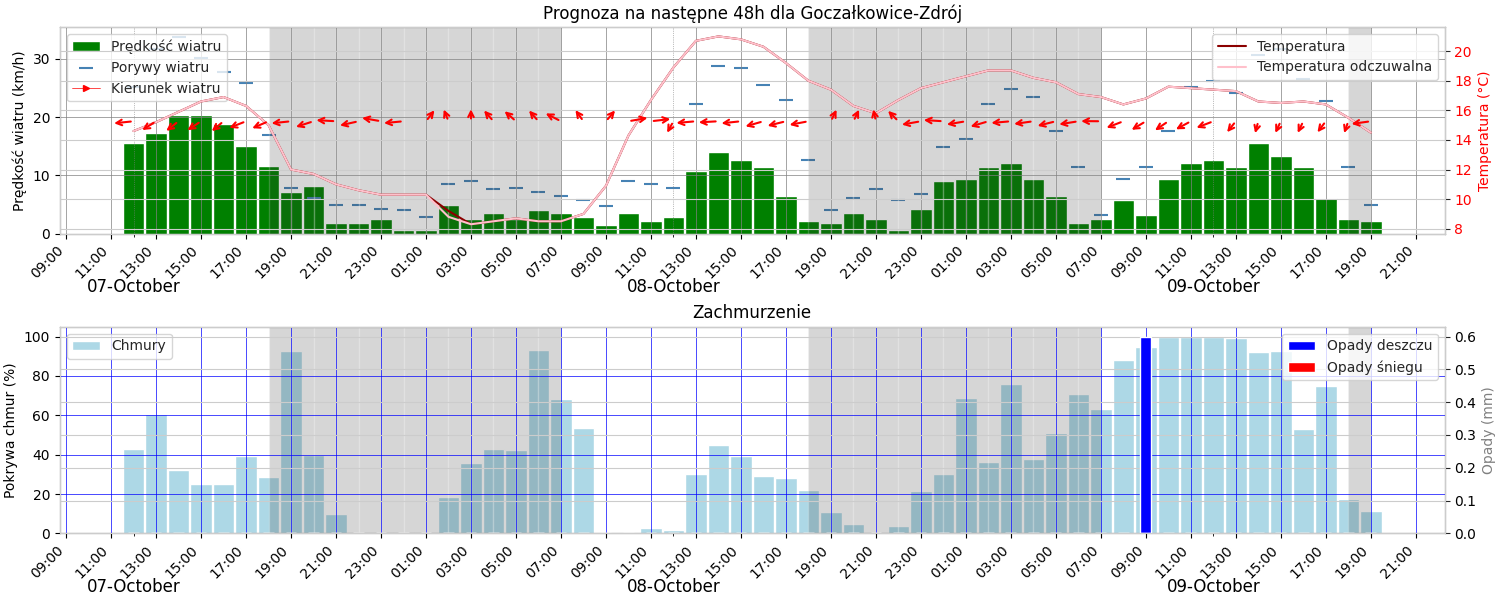 Prognoza na następne 48h dla Goczałkowice-Zdrój
Prędkość wiatru (km/h)
30
20
10
0
Prędkość wiatru
Porywy wiatru
Kierunek wiatru
Temperatura
Temperatura odczuwalna
20
18
16
14
12
10
8
Temperatura (°C)
09:00 11:00 13:00 15:00 17:00 19:00 21:00 23:00 01:00 03:00 05:00 07:00 09:00 11:00 13:00 15:00 17:00 19:00 21:00 23:00 01:00 03:00 05:00 07:00 09:00 11:00 13:00 15:00 17:00 19:00 21:00
07-October 08-October 09-October
Zachmurzenie
Pokrywa chmur (%)
100
80
60
40
20
0
Chmury
Opady deszczu
Opady śniegu
0.6
0.5
0.4
0.3
0.2
0.1
0.0
Opady (mm)
09:00 11:00 13:00 15:00 17:00 19:00 21:00 23:00 01:00 03:00 05:00 07:00 09:00 11:00 13:00 15:00 17:00 19:00 21:00 23:00 01:00 03:00 05:00 07:00 09:00 11:00 13:00 15:00 17:00 19:00 21:00
07-October 08-October 09-October